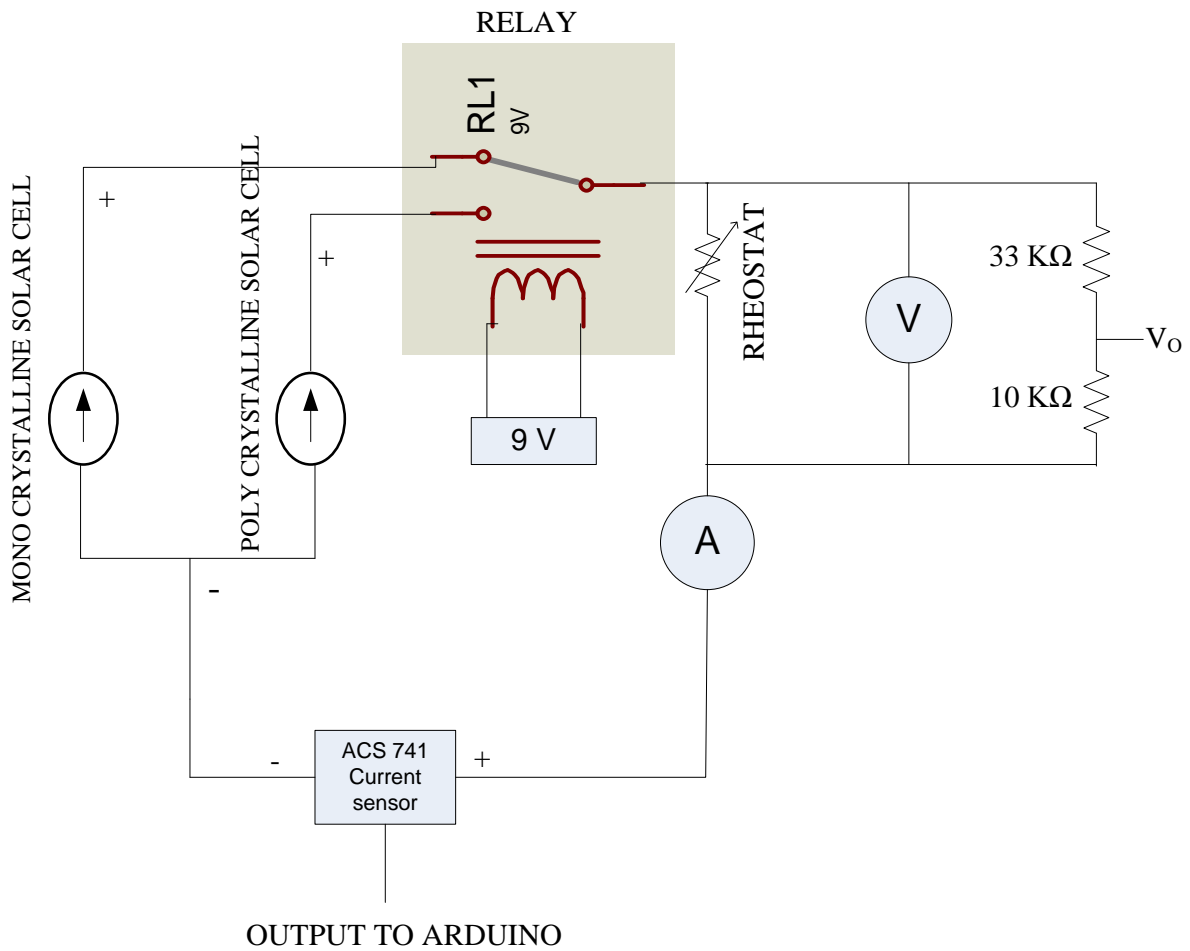 RELAY
RL1
9V
MONO CRYSTALLINE SOLAR CELL
+
POLY CRYSTALLINE SOLAR CELL
+
RHEOSTAT
V
33 KΩ
VO
10 KΩ
9 V
A
-
-
ACS 741
Current
sensor
+
OUTPUT TO ARDUINO